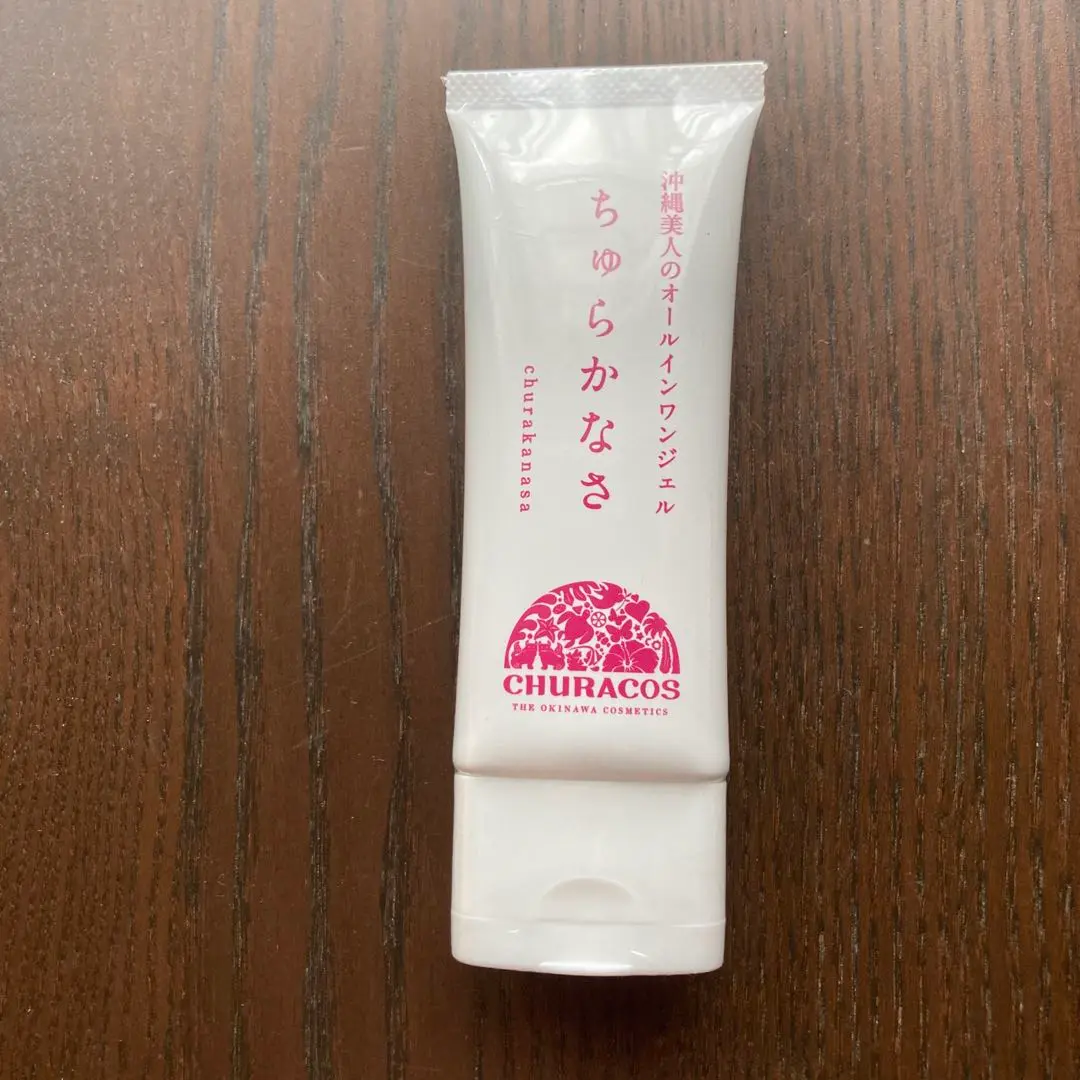 沖縄美人のオールインワンジェル
ちゅらかなさ
churakanasa
CHURACOS
THE OKINAWA COSMETICS